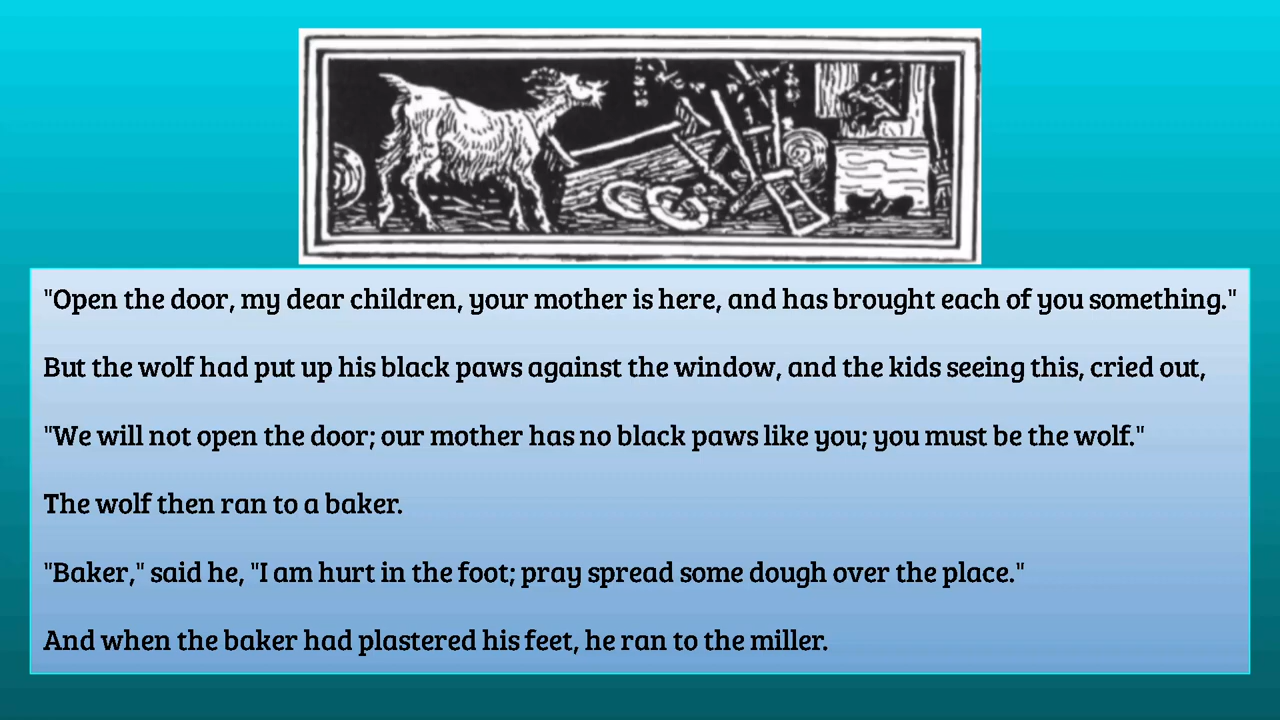 "Open the door, my dear children, your mother is here, and has brought each of you something."
But the wolf had put up his black paws against the window, and the kids seeing this, cried out,
"We will not open the door; our mother has no black paws like you; you must be the wolf."
The wolf then ran to a baker.
"Baker," said he, "I am hurt in the foot; pray spread some dough over the place."
And when the baker had plastered his feet, he ran to the miller.